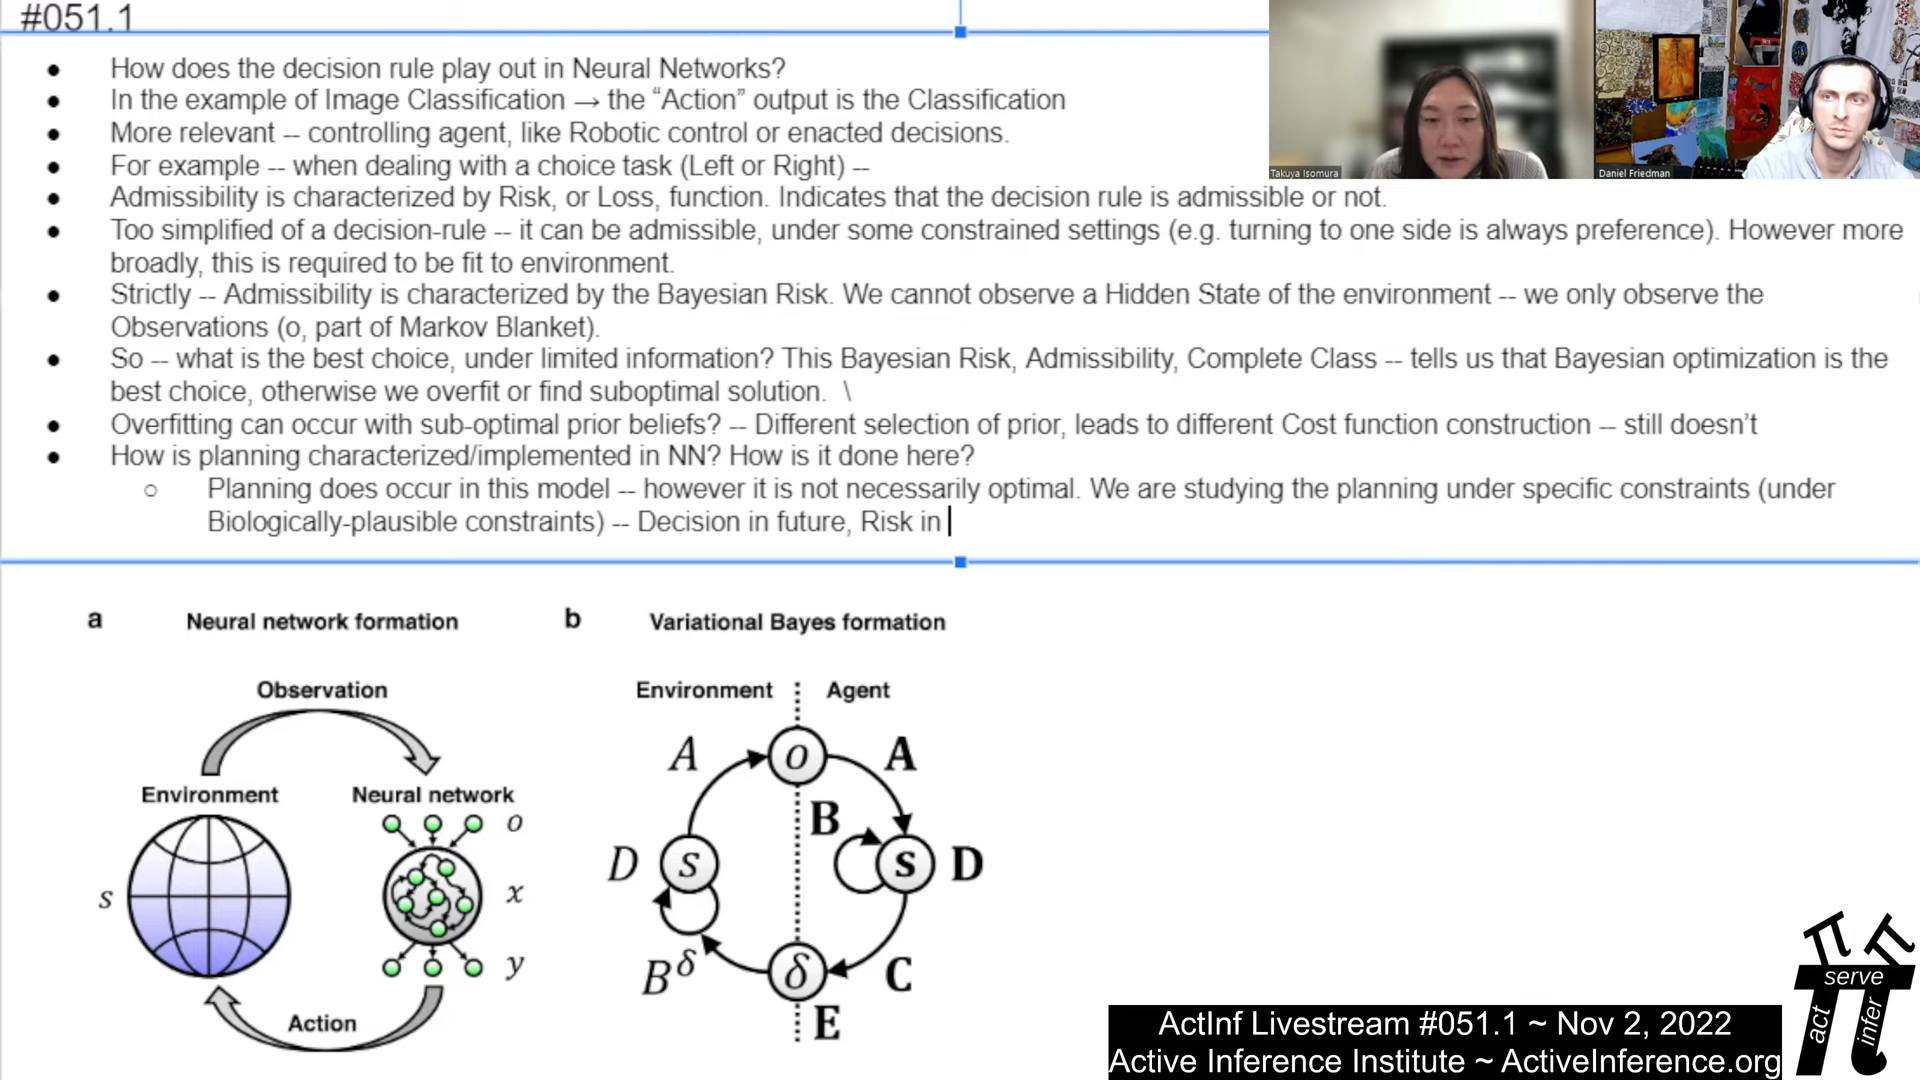 #051.1
● How does the decision rule play out in Neural Networks?
● In the example of Image Classification → the “Action” output is the Classification
● More relevant -- controlling agent, like Robotic control or enacted decisions.
● For example -- when dealing with a choice task (Left or Right) --
● Admissibility is characterized by Risk, or Loss, function. Indicates that the decision rule is admissible or not.
● Too simplified of a decision-rule -- it can be admissible, under some constrained settings (e.g. turning to one side is always preference). However more
broadly, this is required to be fit to environment.
● Strictly -- Admissibility is characterized by the Bayesian Risk. We cannot observe a Hidden State of the environment -- we only observe the
Observations (o, part of Markov Blanket).
● So -- what is the best choice, under limited information? This Bayesian Risk, Admissibility, Complete Class -- tells us that Bayesian optimization is the
best choice, otherwise we overfit or find suboptimal solution. \
● Overfitting can occur with sub-optimal prior beliefs? -- Different selection of prior, leads to different Cost function construction -- still doesn’t
● How is planning characterized/implemented in NN? How is it done here?
○ Planning does occur in this model -- however it is not necessarily optimal. We are studying the planning under specific constraints (under
Biologically-plausible constraints) -- Decision in future, Risk in
Takuya Isomura
Daniel Friedman
a Neural network formation
Observation
Environment
Neural network
s
o
x
y
Action
b Variational Bayes formation
Environment
Agent
A
o
A
B
D
s
s
D
B^δ
δ
C
E
ActInf Livestream #051.1 ~ Nov 2, 2022
Active Inference Institute ~ ActiveInference.org
π π
serve
act
infer